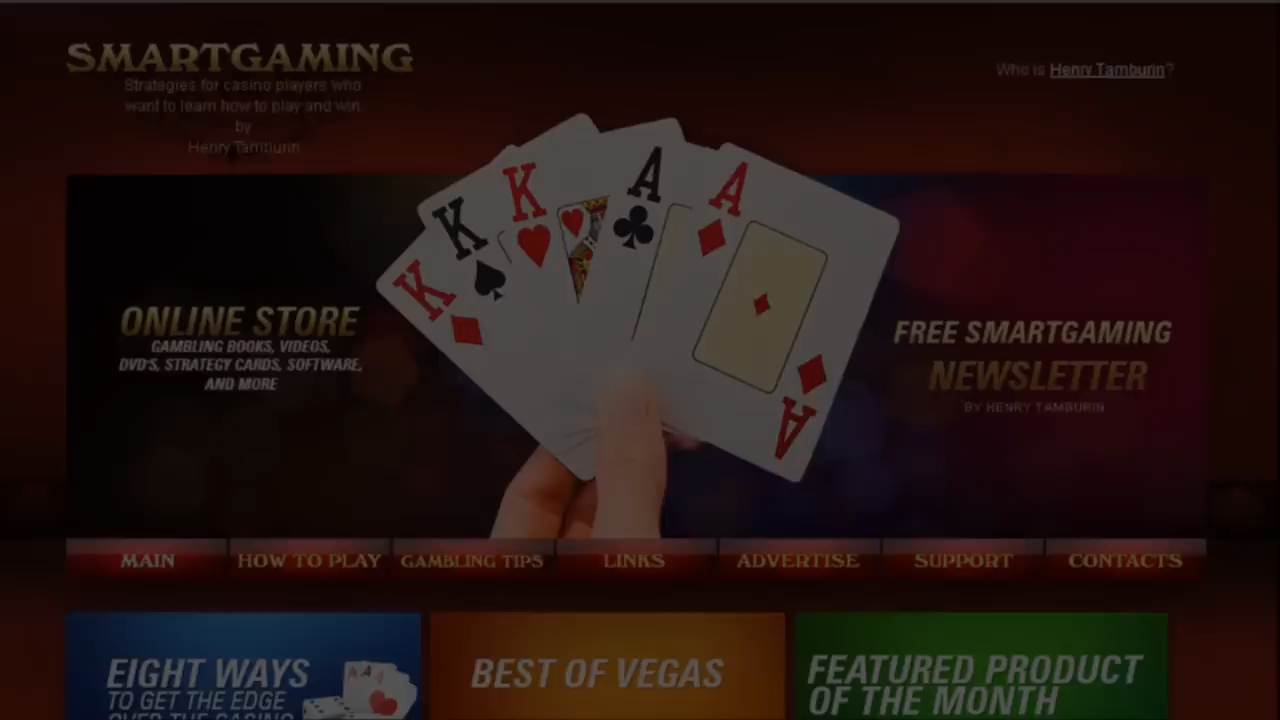 SMARTGAMING
Strategies for casino players who
want to learn how to play and win.
by
Henry Tamburin
Who is Henry Tamburin?
K
K
K
A
A
A
ONLINE STORE
GAMBLING BOOKS, VIDEOS,
DVD'S, STRATEGY CARDS, SOFTWARE,
AND MORE
FREE SMARTGAMING
NEWSLETTER
BY HENRY TAMBURIN
MAIN
HOW TO PLAY
GAMBLING TIPS
LINKS
ADVERTISE
SUPPORT
CONTACTS
EIGHT WAYS
TO GET THE EDGE
OVER THE CASINO
BEST OF VEGAS
FEATURED PRODUCT
OF THE MONTH